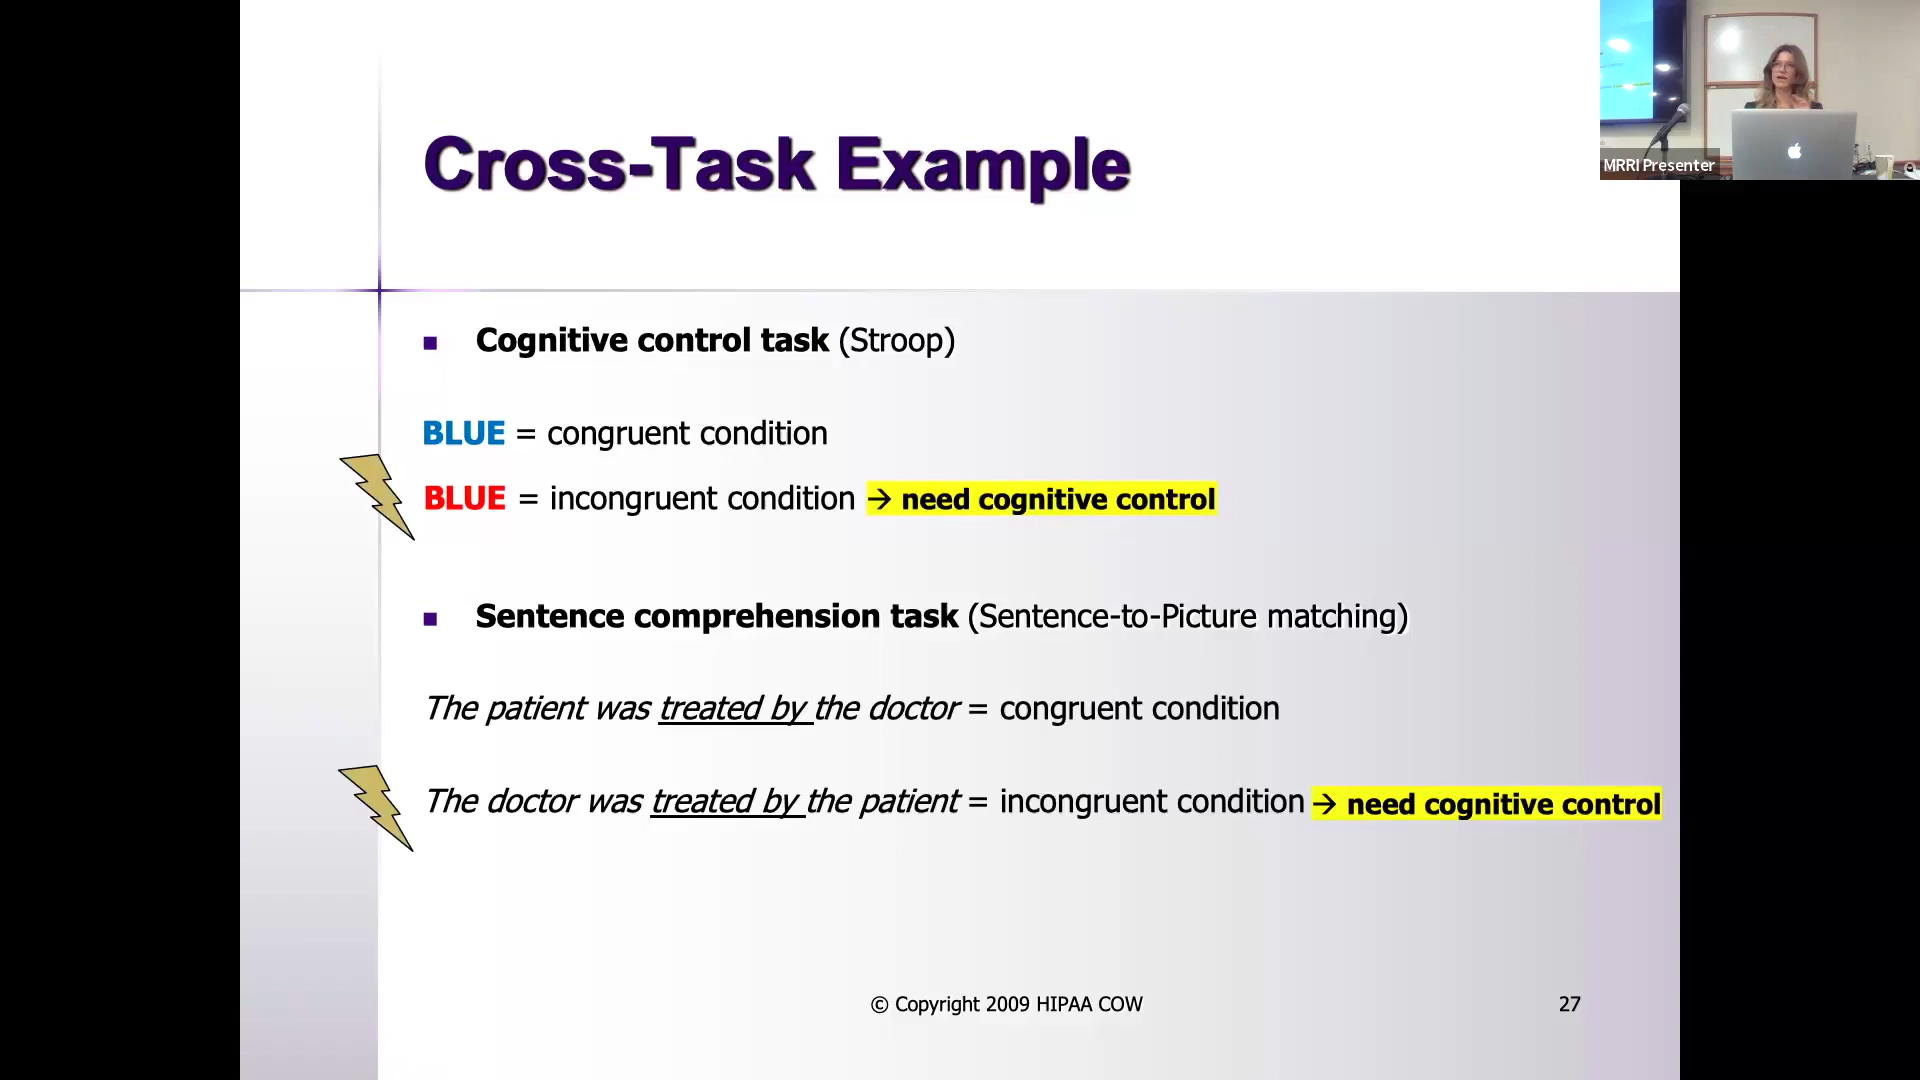 MRRI Presenter
Cross-Task Example
Cognitive control task (Stroop)
BLUE = congruent condition
BLUE = incongruent condition → need cognitive control
Sentence comprehension task (Sentence-to-Picture matching)
The patient was treated by the doctor = congruent condition
The doctor was treated by the patient = incongruent condition → need cognitive control
© Copyright 2009 HIPAA COW
27